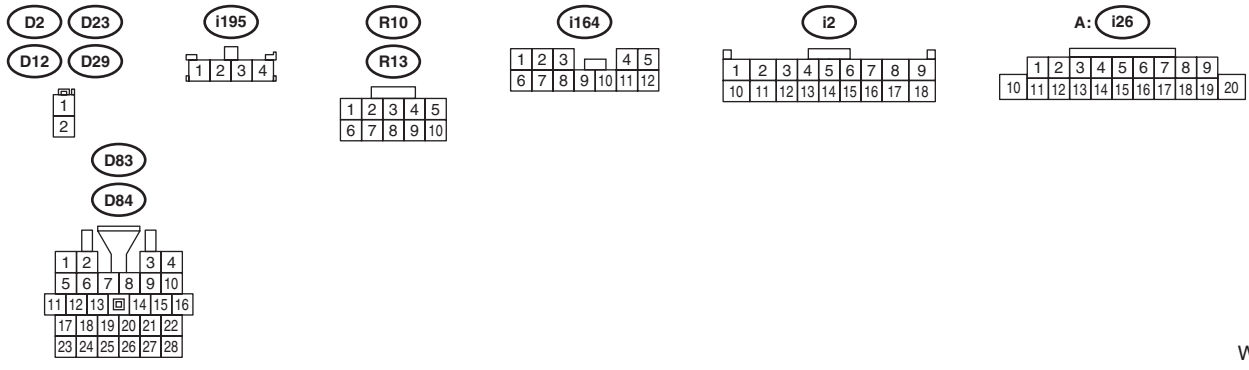 D2 D23 i195 R10 i164 i2 A: i26
D12 D29 R13
1 2 3 4
1 2 3 4 5
6 7 8 9 10 11 12
1 2 3 4 5 6 7 8 9
10 11 12 13 14 15 16 17 18
1 2 3 4 5 6 7 8 9
10 11 12 13 14 15 16 17 18 19 20
1
2
1 2 3 4 5
6 7 8 9 10
D83
D84
1 2 3 4
5 6 7 8 9 10
11 12 13 14 15 16
17 18 19 20 21 22
23 24 25 26 27 28
W